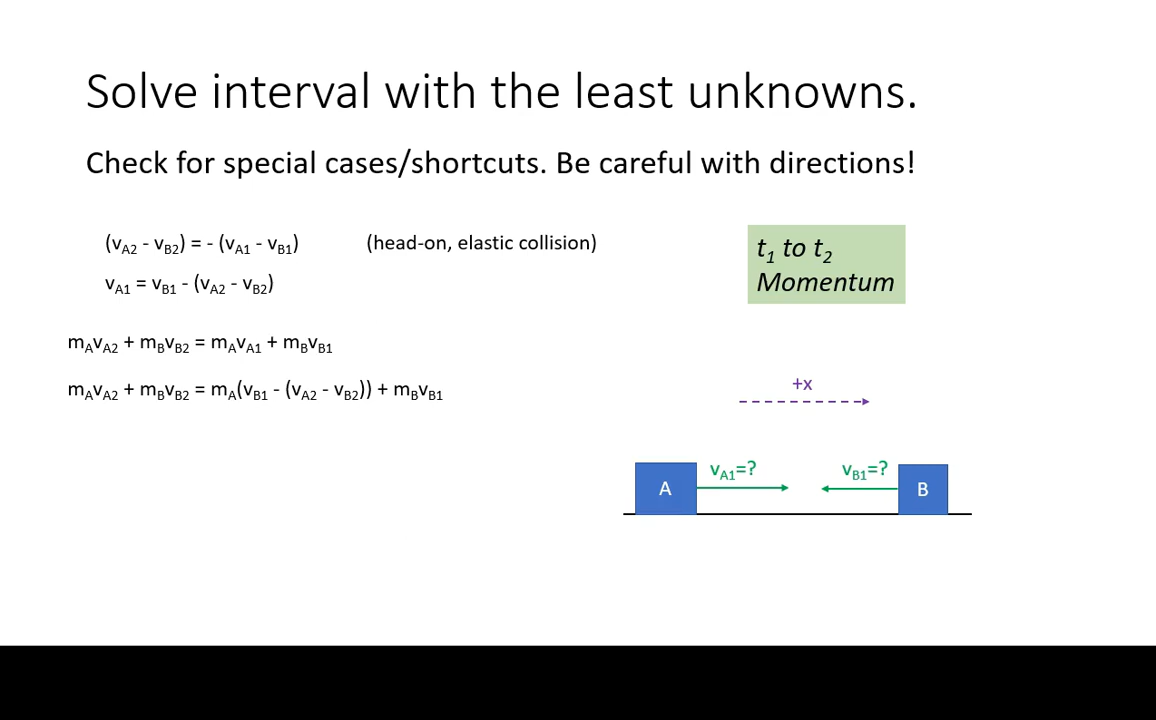 Solve interval with the least unknowns.
Check for special cases/shortcuts. Be careful with directions!
(vA2 - vB2) = - (vA1 - vB1) (head-on, elastic collision)
vA1 = vB1 - (vA2 - vB2)
mAvA2 + mBvB2 = mAvA1 + mBvB1
mAvA2 + mBvB2 = mA(vB1 - (vA2 - vB2)) + mBvB1
t1 to t2
Momentum
+x
vA1=? vB1=?
A B